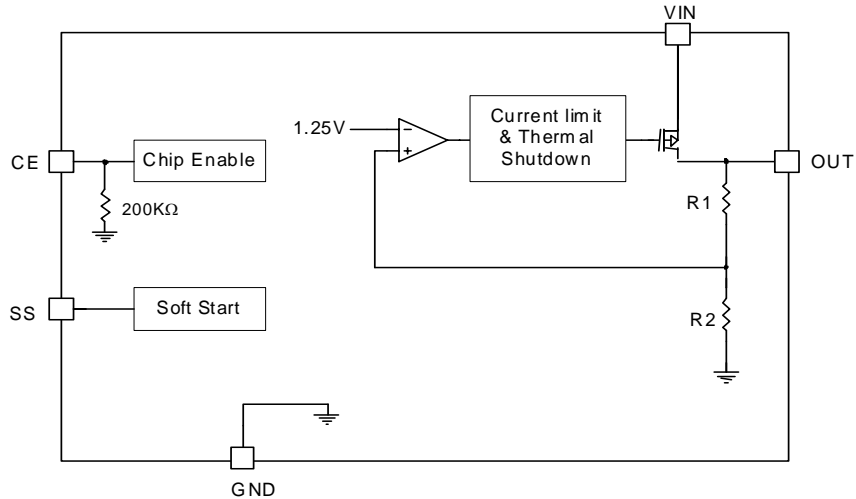 VIN
1.25V
−
+
Current limit
& Thermal
Shutdown
CE
Chip Enable
OUT
200KΩ
R1
SS
Soft Start
R2
GND